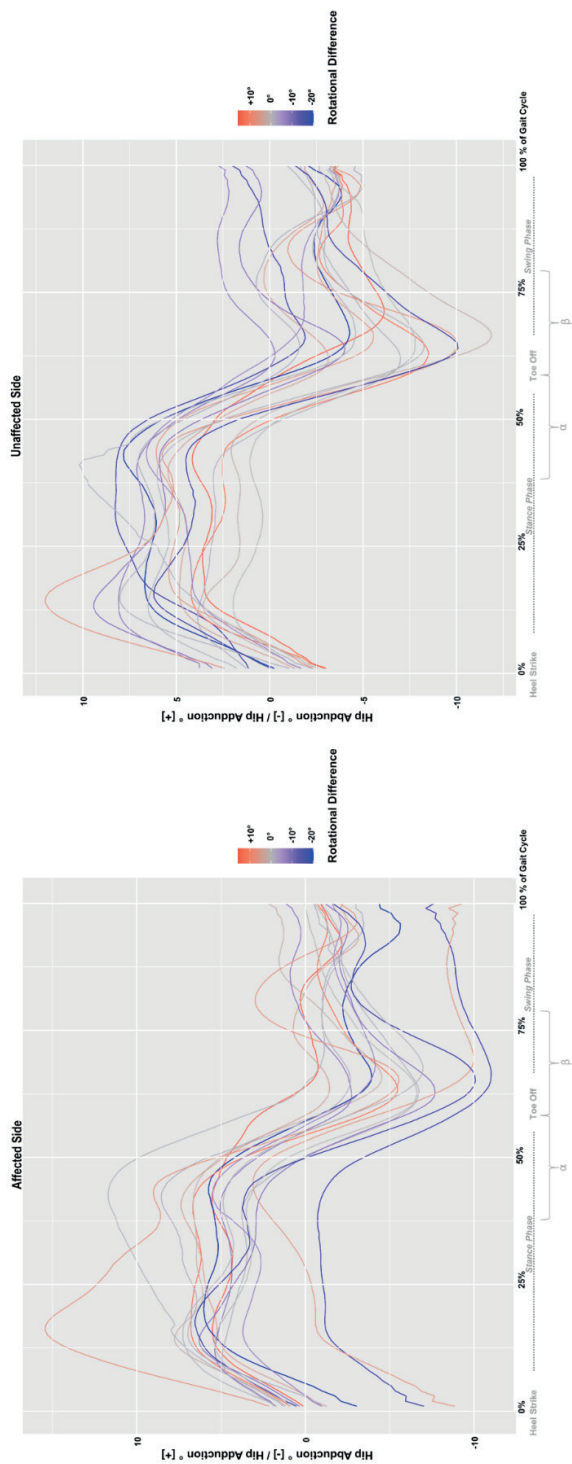 Affected Side
Hip Abduction ° [-] / Hip Adduction ° [+]
10
0
-10
0%
25%
50%
75%
100 % of Gait Cycle
Heel Strike
Stance Phase
Toe Off
Swing Phase
α
β
+10°
0°
-10°
-20°
Rotational Difference
Unaffected Side
Hip Abduction ° [-] / Hip Adduction ° [+]
10
5
0
-5
-10
0%
25%
50%
75%
100 % of Gait Cycle
Heel Strike
Stance Phase
Toe Off
Swing Phase
α
β
+10°
0°
-10°
-20°
Rotational Difference